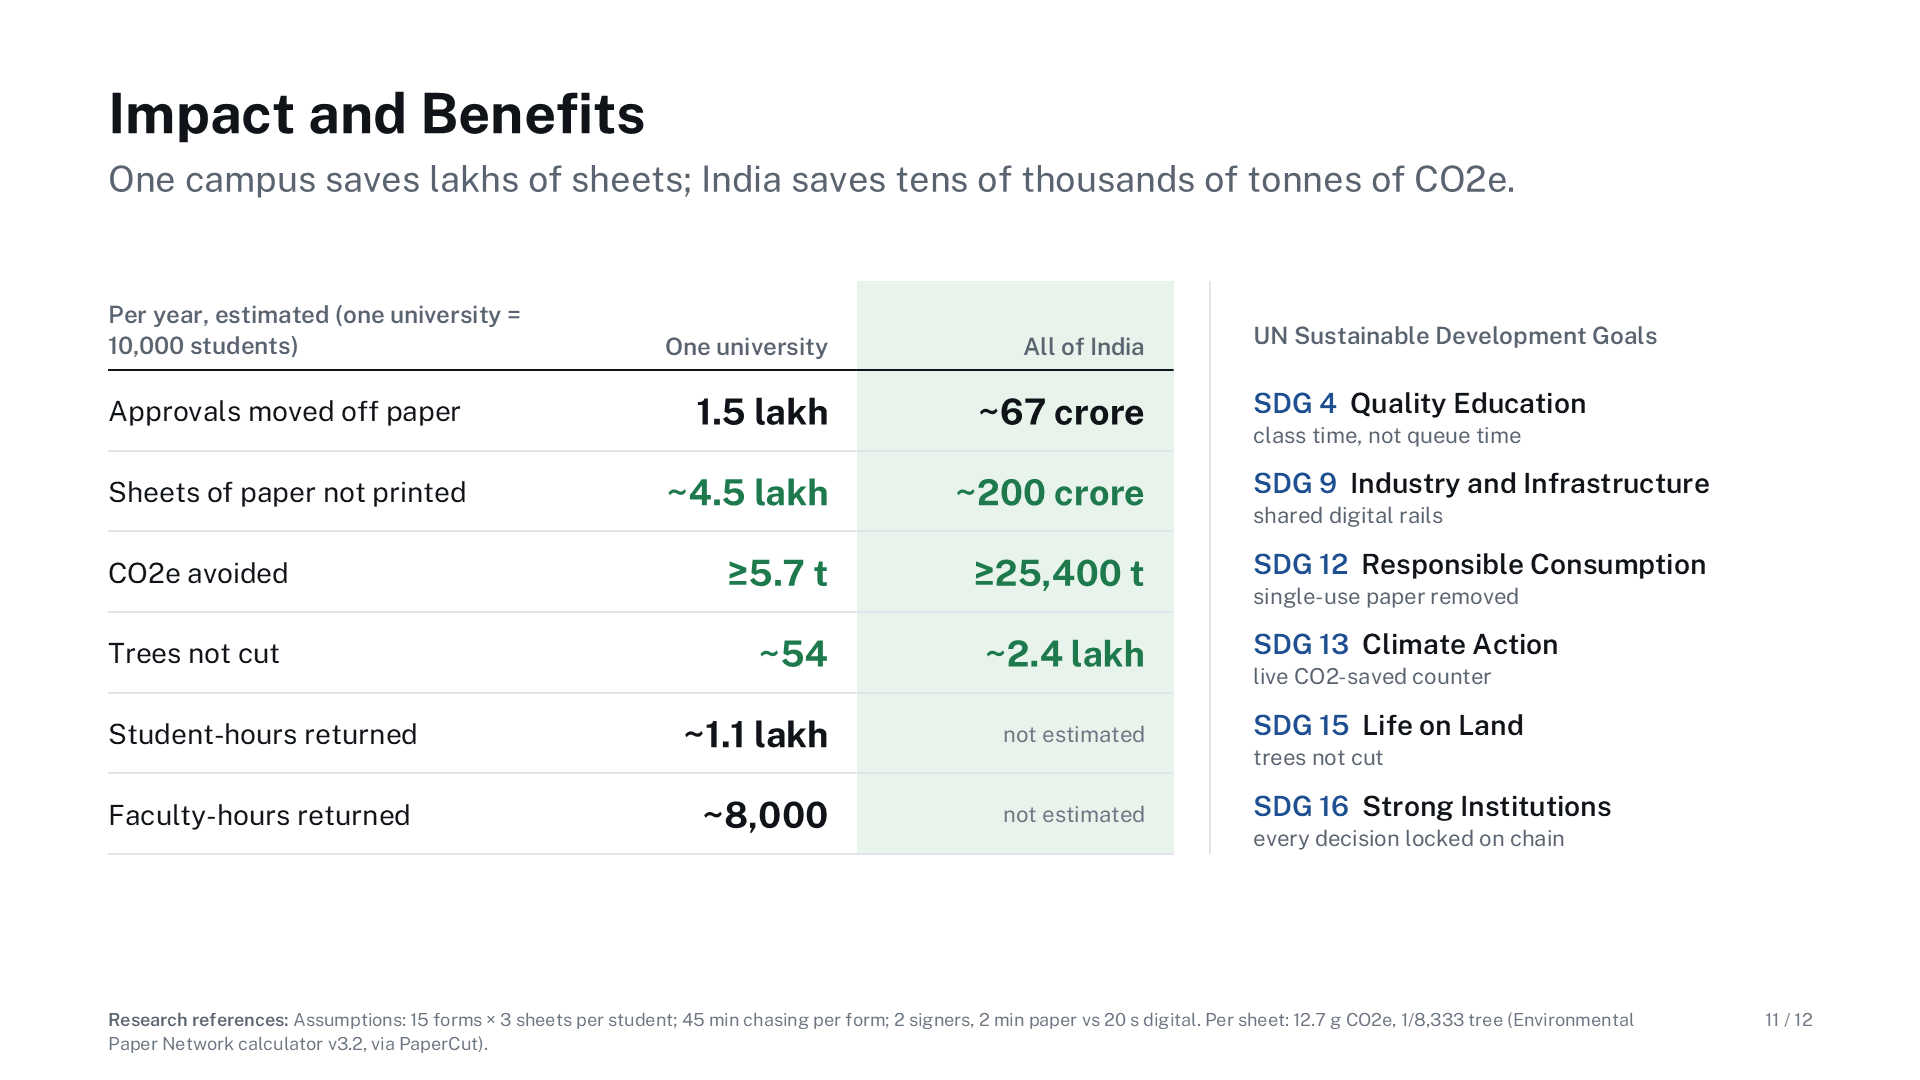 Impact and Benefits
One campus saves lakhs of sheets; India saves tens of thousands of tonnes of CO2e.
Per year, estimated (one university =
10,000 students)
One university
All of India
Approvals moved off paper
1.5 lakh
~67 crore
Sheets of paper not printed
~4.5 lakh
~200 crore
CO2e avoided
≥5.7 t
≥25,400 t
Trees not cut
~54
~2.4 lakh
Student-hours returned
~1.1 lakh
not estimated
Faculty-hours returned
~8,000
not estimated
UN Sustainable Development Goals
SDG 4 Quality Education
class time, not queue time
SDG 9 Industry and Infrastructure
shared digital rails
SDG 12 Responsible Consumption
single-use paper removed
SDG 13 Climate Action
live CO2-saved counter
SDG 15 Life on Land
trees not cut
SDG 16 Strong Institutions
every decision locked on chain
Research references: Assumptions: 15 forms × 3 sheets per student; 45 min chasing per form; 2 signers, 2 min paper vs 20 s digital. Per sheet: 12.7 g CO2e, 1/8,333 tree (Environmental
Paper Network calculator v3.2, via PaperCut).
11 / 12